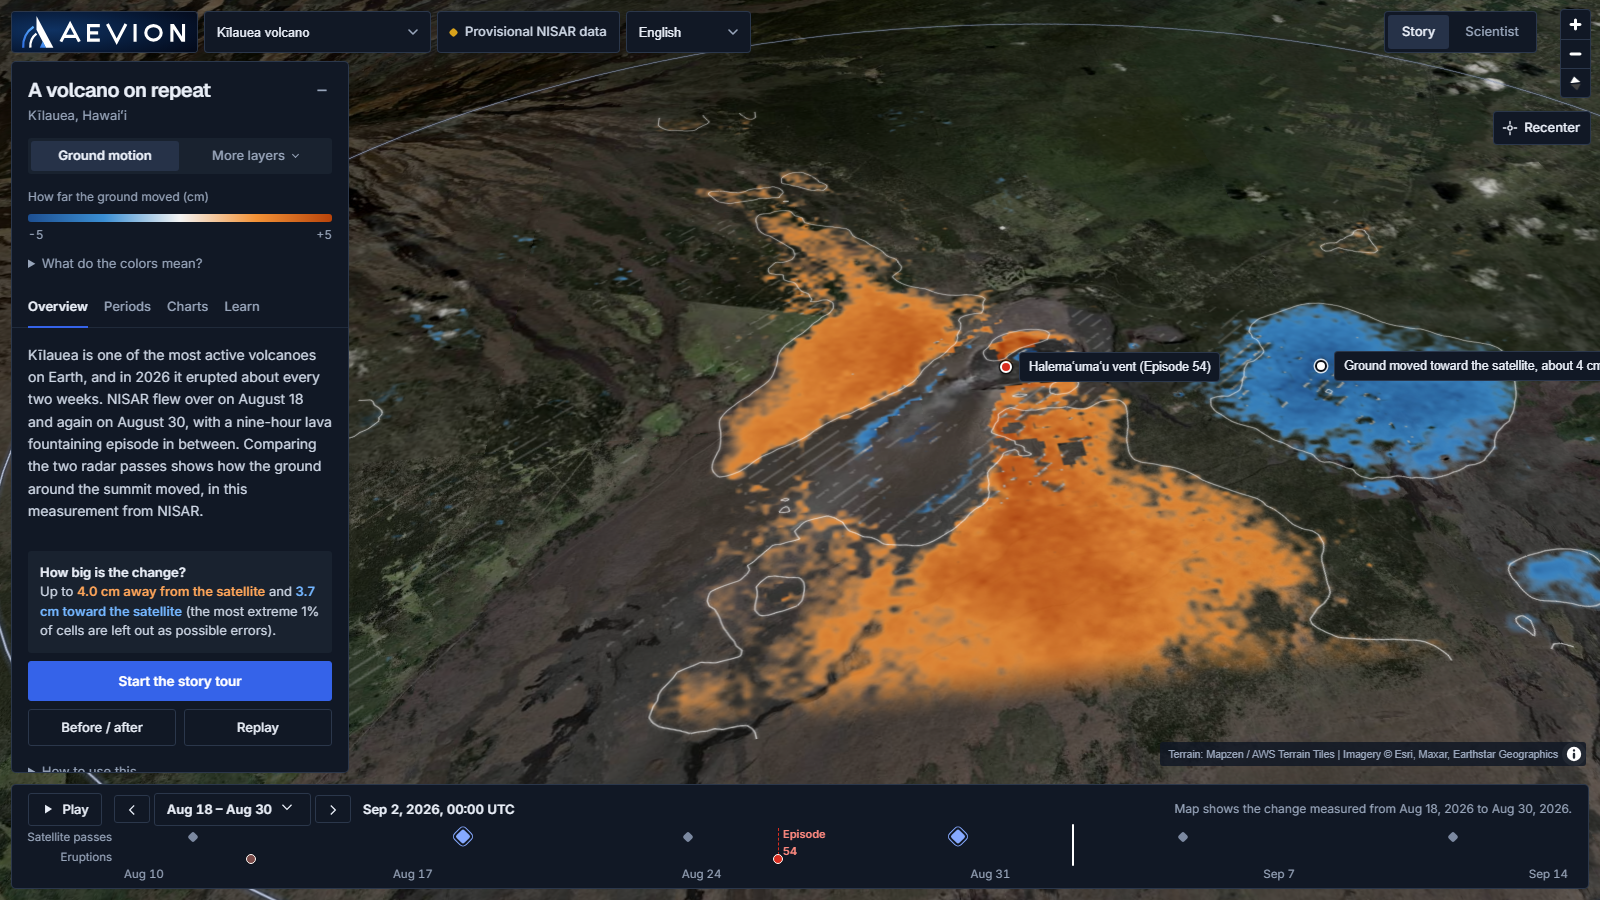 AEVION
Kīlauea volcano
Provisional NISAR data
English
Story
Scientist
Recenter
A volcano on repeat
Kīlauea, Hawaiʻi
Ground motion
More layers
How far the ground moved (cm)
-5
+5
What do the colors mean?
Overview
Periods
Charts
Learn
Kīlauea is one of the most active volcanoes
on Earth, and in 2026 it erupted about every
two weeks. NISAR flew over on August 18
and again on August 30, with a nine-hour lava
fountaining episode in between. Comparing
the two radar passes shows how the ground
around the summit moved, in this
measurement from NISAR.
How big is the change?
Up to 4.0 cm away from the satellite and 3.7
cm toward the satellite (the most extreme 1%
of cells are left out as possible errors).
Start the story tour
Before / after
Replay
How to use this
Halemaʻumaʻu vent (Episode 54)
Ground moved toward the satellite, about 4 cm
Terrain: Mapzen / AWS Terrain Tiles | Imagery © Esri, Maxar, Earthstar Geographics
Play
Aug 18 – Aug 30
Sep 2, 2026, 00:00 UTC
Map shows the change measured from Aug 18, 2026 to Aug 30, 2026.
Satellite passes
Episode
54
Eruptions
Aug 10
Aug 17
Aug 24
Aug 31
Sep 7
Sep 14